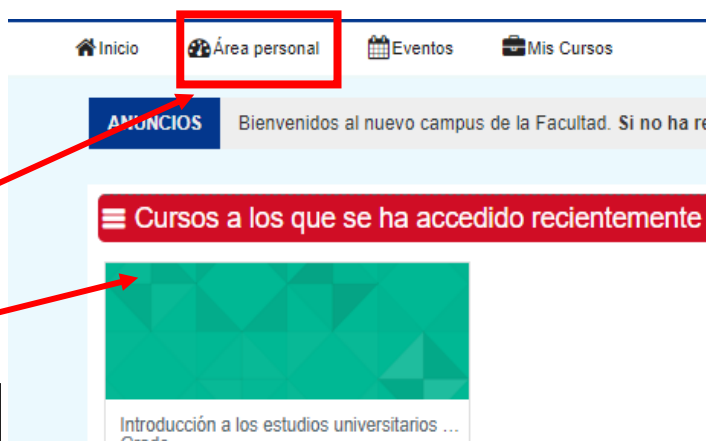 Inicio Área personal Eventos Mis Cursos
ANUNCIOS Bienvenidos al nuevo campus de la Facultad. Si no ha re
Cursos a los que se ha accedido recientemente
Introducción a los estudios universitarios ...
Grado